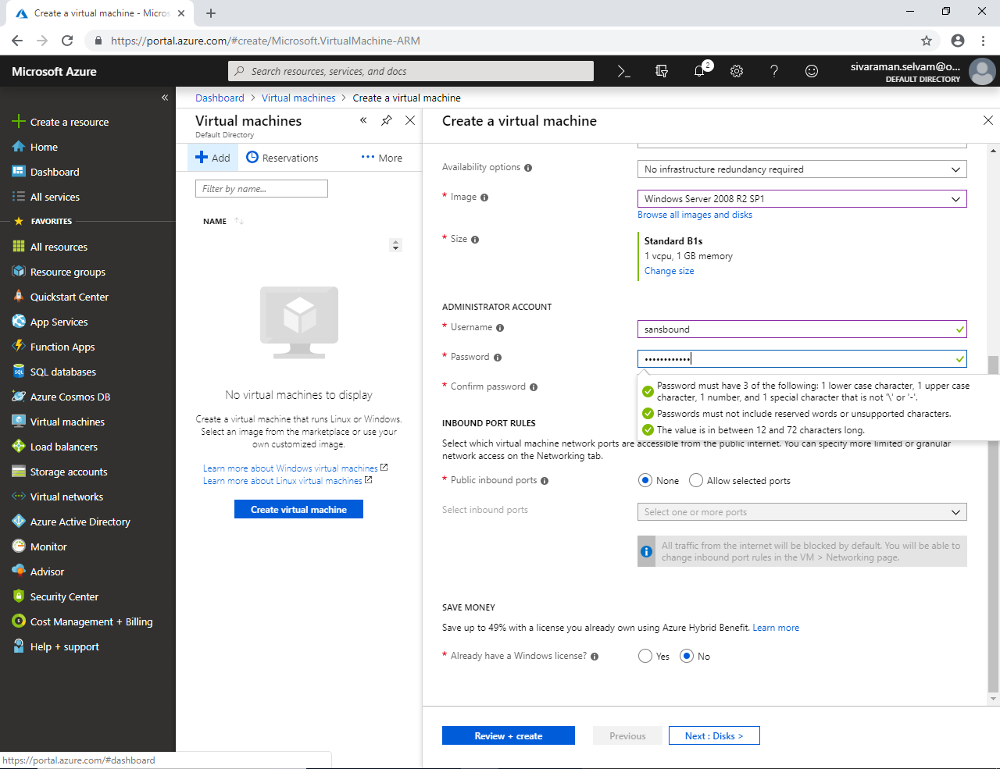 Create a virtual machine - Micros
https://portal.azure.com/#create/Microsoft.VirtualMachine-ARM
Microsoft Azure
Search resources, services, and docs
2
sivaraman.selvam@o...
DEFAULT DIRECTORY
Create a resource
Home
Dashboard
All services
FAVORITES
All resources
Resource groups
Quickstart Center
App Services
Function Apps
SQL databases
Azure Cosmos DB
Virtual machines
Load balancers
Storage accounts
Virtual networks
Azure Active Directory
Monitor
Advisor
Security Center
Cost Management + Billing
Help + support
https://portal.azure.com/#dashboard
Dashboard > Virtual machines > Create a virtual machine
Virtual machines
Default Directory
Add
Reservations
More
Filter by name...
NAME
No virtual machines to display
Create a virtual machine that runs Linux or Windows.
Select an image from the marketplace or use your
own customized image.
Learn more about Windows virtual machines
Learn more about Linux virtual machines
Create virtual machine
Create a virtual machine
Availability options
No infrastructure redundancy required
* Image
Windows Server 2008 R2 SP1
Browse all images and disks
* Size
Standard B1s
1 vcpu, 1 GB memory
Change size
ADMINISTRATOR ACCOUNT
* Username
sansbound
* Password
••••••••••••
* Confirm password
Password must have 3 of the following: 1 lower case character, 1 upper case
character, 1 number, and 1 special character that is not '\' or '-'.
Passwords must not include reserved words or unsupported characters.
The value is in between 12 and 72 characters long.
INBOUND PORT RULES
Select which virtual machine network ports are accessible from the public internet. You can specify more limited or granular
network access on the Networking tab.
* Public inbound ports
None
Allow selected ports
Select inbound ports
Select one or more ports
All traffic from the internet will be blocked by default. You will be able to
change inbound port rules in the VM > Networking page.
SAVE MONEY
Save up to 49% with a license you already own using Azure Hybrid Benefit. Learn more
* Already have a Windows license?
Yes
No
Review + create
Previous
Next : Disks >